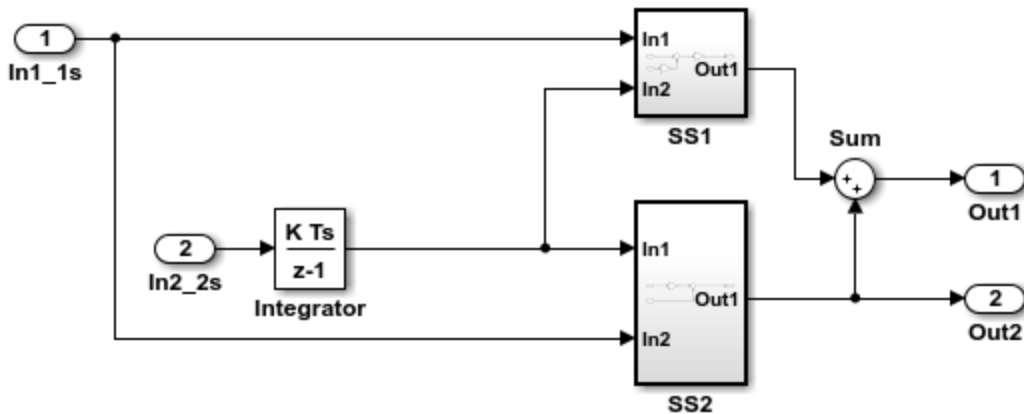 1
In1_1s
In1
In2
Out1
SS1
Sum
+
+
1
Out1
2
In2_2s
K Ts
z-1
Integrator
In1
In2
Out1
SS2
2
Out2